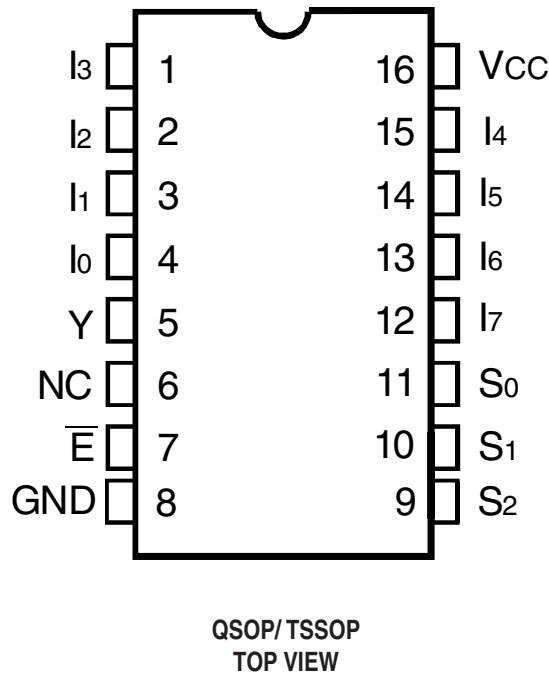 I3 1 16 VCC
I2 2 15 I4
I1 3 14 I5
I0 4 13 I6
Y 5 12 I7
NC 6 11 S0
E̅ 7 10 S1
GND 8 9 S2
QSOP/ TSSOP
TOP VIEW